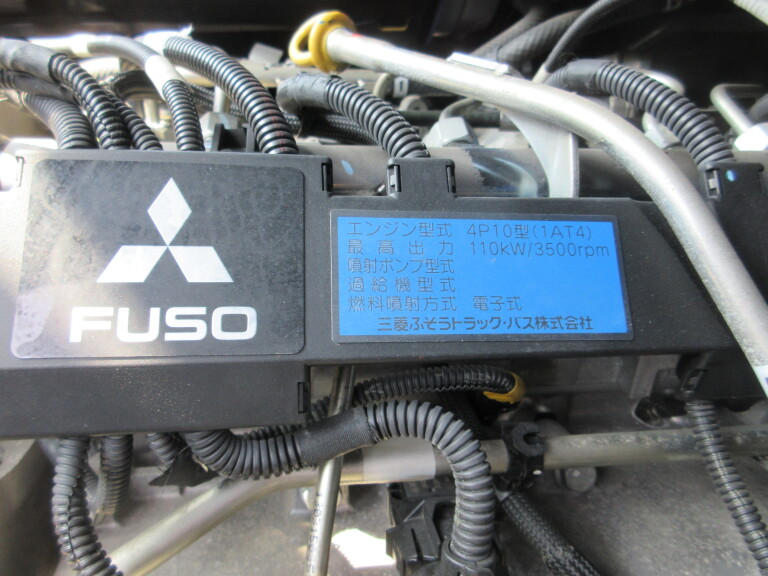 FUSO
エンジン型式 4P10型(1AT4)
最高出力 110kW/3500rpm
噴射ポンプ型式
過給機型式
燃料噴射方式 電子式
三菱ふそうトラック・バス株式会社